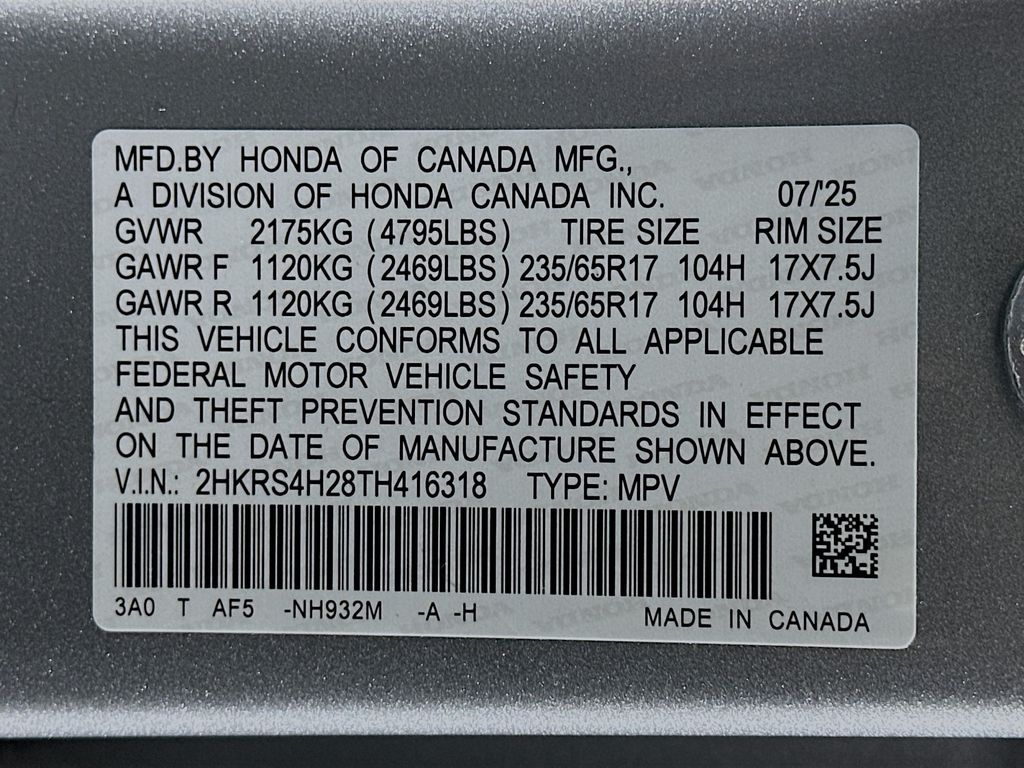 MFD.BY HONDA OF CANADA MFG.,
A DIVISION OF HONDA CANADA INC. 07/'25
GVWR 2175KG (4795LBS) TIRE SIZE RIM SIZE
GAWR F 1120KG (2469LBS) 235/65R17 104H 17X7.5J
GAWR R 1120KG (2469LBS) 235/65R17 104H 17X7.5J
THIS VEHICLE CONFORMS TO ALL APPLICABLE
FEDERAL MOTOR VEHICLE SAFETY
AND THEFT PREVENTION STANDARDS IN EFFECT
ON THE DATE OF MANUFACTURE SHOWN ABOVE.
V.I.N.: 2HKRS4H28TH416318 TYPE: MPV
3A0 T AF5 -NH932M -A -H MADE IN CANADA